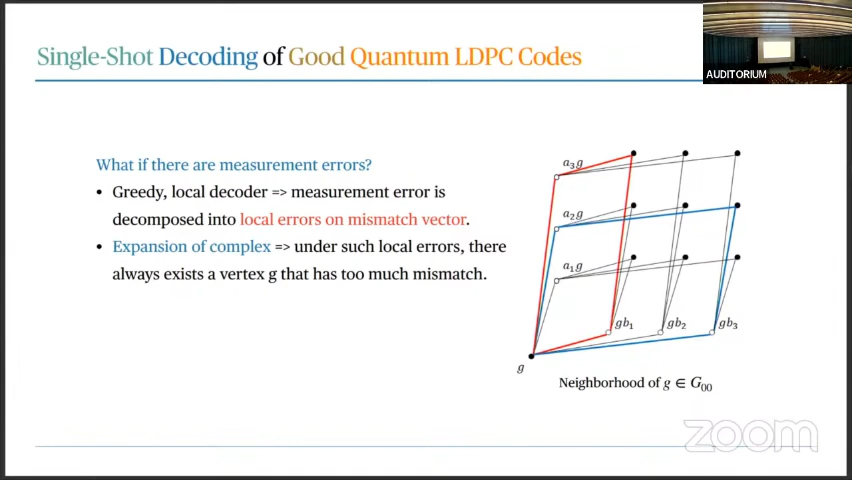 Single-Shot Decoding of Good Quantum LDPC Codes
AUDITORIUM
What if there are measurement errors?
• Greedy, local decoder => measurement error is
decomposed into local errors on mismatch vector.
• Expansion of complex => under such local errors, there
always exists a vertex g that has too much mismatch.
a₃g
a₂g
a₁g
gb₁
gb₂
gb₃
g
Neighborhood of g ∈ G₀₀
zoom